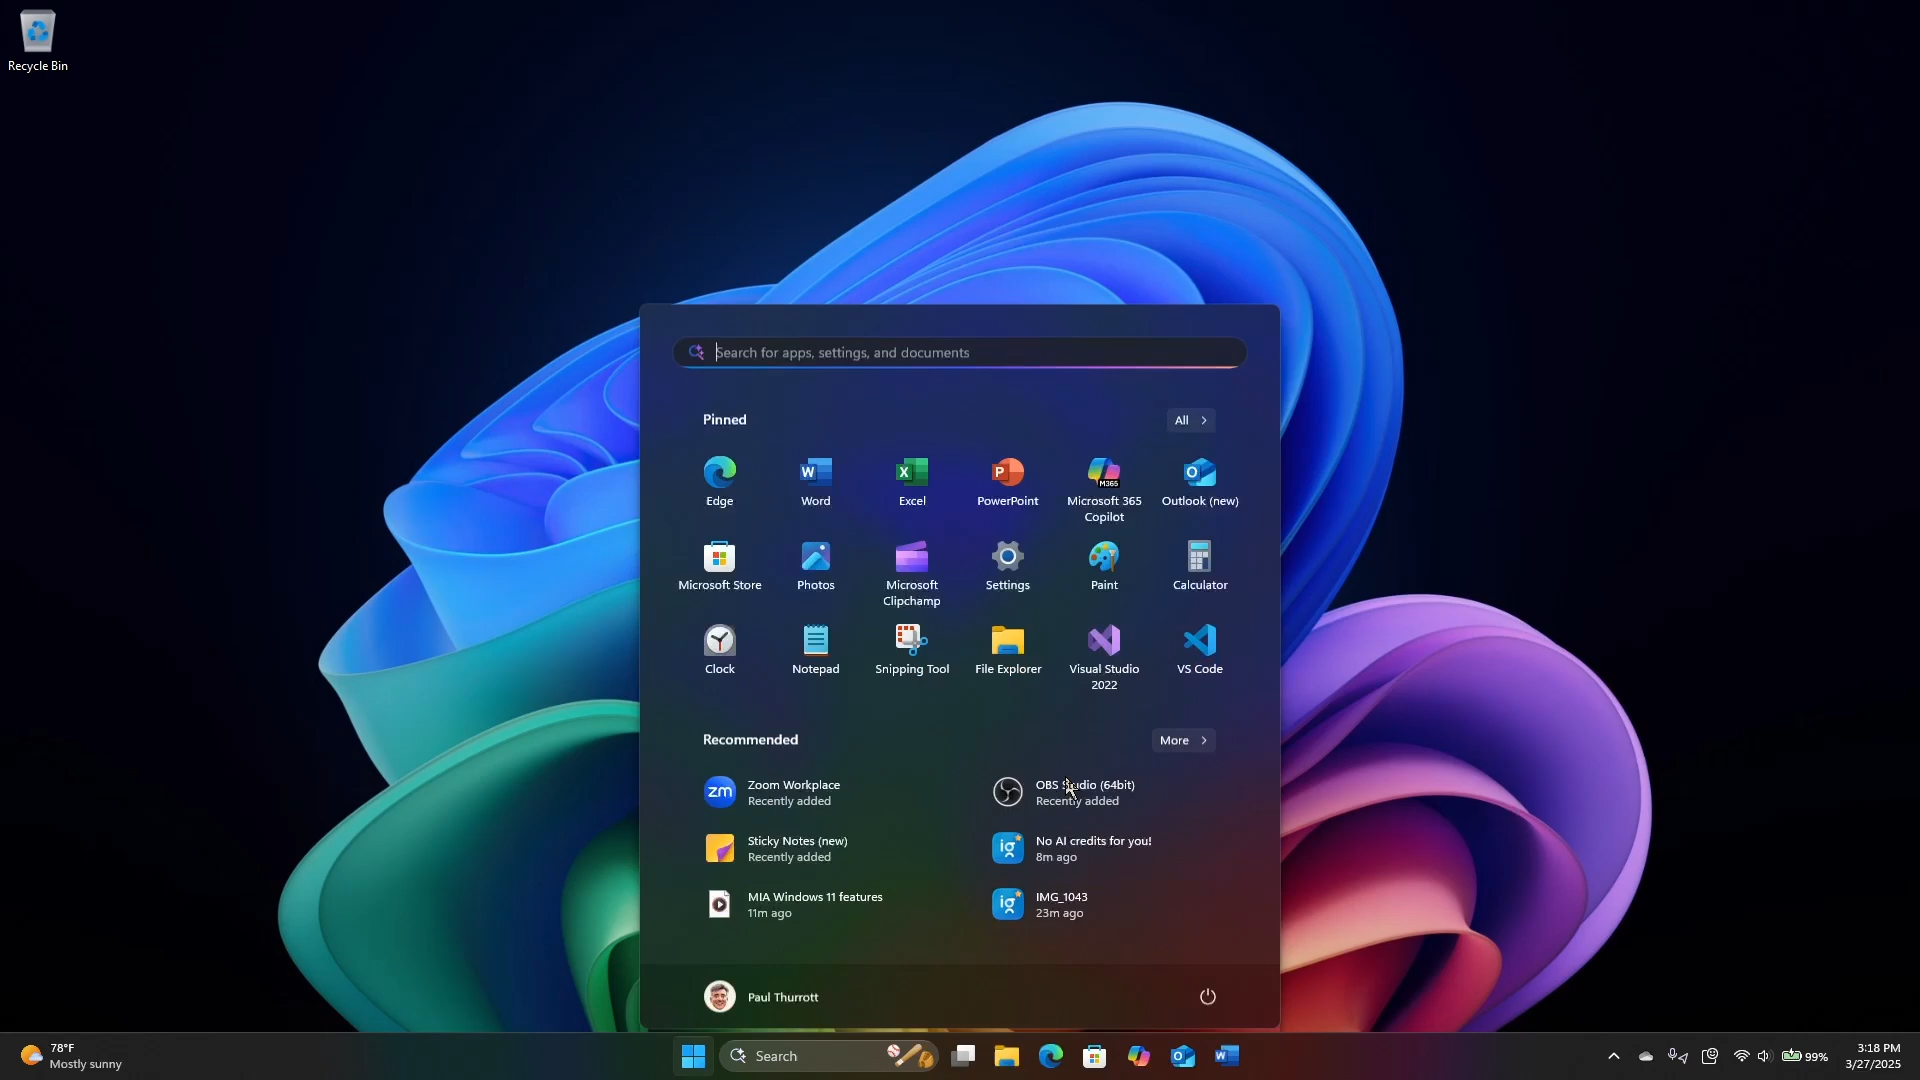 Recycle Bin
Search for apps, settings, and documents
Pinned
All
Edge
Word
Excel
PowerPoint
Microsoft 365
Copilot
Outlook (new)
Microsoft Store
Photos
Microsoft
Clipchamp
Settings
Paint
Calculator
Clock
Notepad
Snipping Tool
File Explorer
Visual Studio
2022
VS Code
Recommended
More
Zoom Workplace
Recently added
OBS Studio (64bit)
Recently added
Sticky Notes (new)
Recently added
No AI credits for you!
8m ago
MIA Windows 11 features
11m ago
IMG_1043
23m ago
Paul Thurrott
78°F
Mostly sunny
Search
99%
3:18 PM
3/27/2025
W
X
P
M365
O
zm
ig
ig
O
W